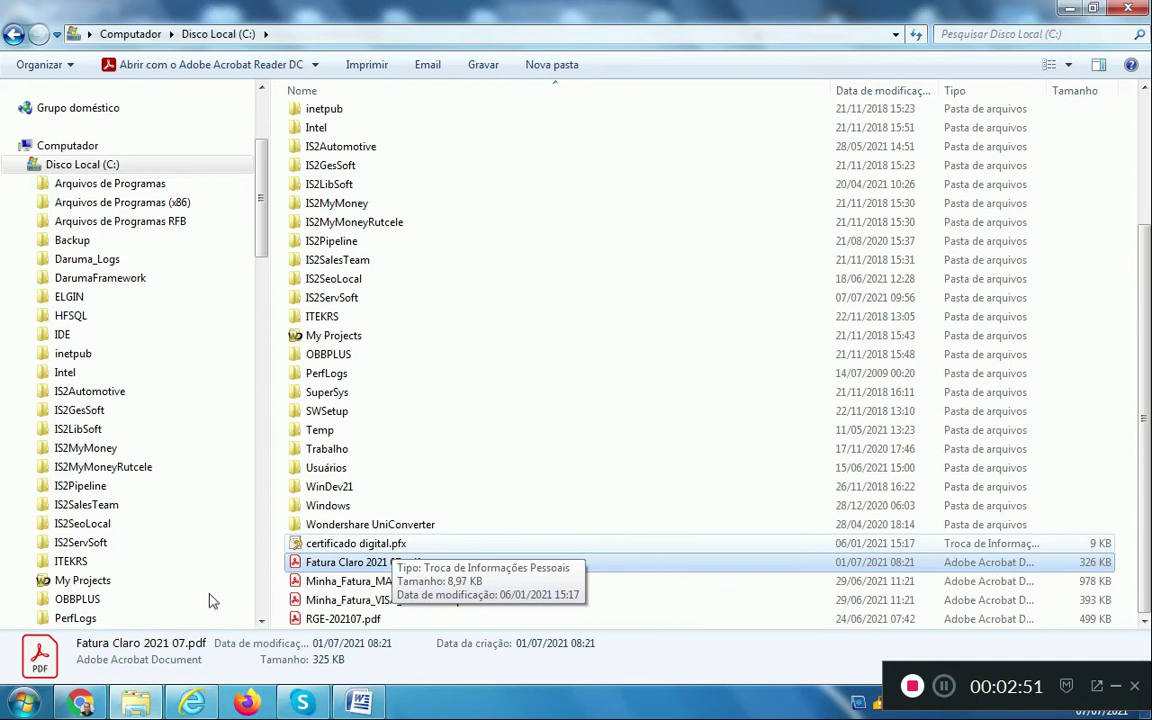 Computador ▸ Disco Local (C:) ▸
Pesquisar Disco Local (C:)
Organizar Abrir com o Adobe Acrobat Reader DC Imprimir Email Gravar Nova pasta
Grupo doméstico
Computador
Disco Local (C:)
Arquivos de Programas
Arquivos de Programas (x86)
Arquivos de Programas RFB
Backup
Daruma_Logs
DarumaFramework
ELGIN
HFSQL
IDE
inetpub
Intel
IS2Automotive
IS2GesSoft
IS2LibSoft
IS2MyMoney
IS2MyMoneyRutcele
IS2Pipeline
IS2SalesTeam
IS2SeoLocal
IS2ServSoft
ITEKRS
My Projects
OBBPLUS
PerfLogs
Nome Data de modificaç... Tipo Tamanho
inetpub 21/11/2018 15:23 Pasta de arquivos
Intel 21/11/2018 15:51 Pasta de arquivos
IS2Automotive 28/05/2021 14:51 Pasta de arquivos
IS2GesSoft 21/11/2018 15:23 Pasta de arquivos
IS2LibSoft 20/04/2021 10:26 Pasta de arquivos
IS2MyMoney 21/11/2018 15:30 Pasta de arquivos
IS2MyMoneyRutcele 21/11/2018 15:30 Pasta de arquivos
IS2Pipeline 21/08/2020 15:37 Pasta de arquivos
IS2SalesTeam 21/11/2018 15:31 Pasta de arquivos
IS2SeoLocal 18/06/2021 12:28 Pasta de arquivos
IS2ServSoft 07/07/2021 09:56 Pasta de arquivos
ITEKRS 22/11/2018 13:05 Pasta de arquivos
My Projects 21/11/2018 15:43 Pasta de arquivos
OBBPLUS 21/11/2018 15:48 Pasta de arquivos
PerfLogs 14/07/2009 00:20 Pasta de arquivos
SuperSys 21/11/2018 16:11 Pasta de arquivos
SWSetup 22/11/2018 13:10 Pasta de arquivos
Temp 11/05/2021 13:23 Pasta de arquivos
Trabalho 17/11/2020 17:46 Pasta de arquivos
Usuários 15/06/2021 15:00 Pasta de arquivos
WinDev21 26/11/2018 16:22 Pasta de arquivos
Windows 01/12/2020 06:03 Pasta de arquivos
Wondershare UniConverter 28/04/2020 18:14 Pasta de arquivos
certificado digital.pfx 06/01/2021 15:17 Troca de Informaç... 9 KB
Fatura Claro 2021 01/07/2021 08:21 Adobe Acrobat D... 326 KB
Minha_Fatura_MA 29/06/2021 11:21 Adobe Acrobat D... 978 KB
Minha_Fatura_VIS 29/06/2021 11:21 Adobe Acrobat D... 393 KB
RGE-202107.pdf 24/06/2021 07:42 Adobe Acrobat D... 499 KB
Tipo: Troca de Informações Pessoais
Tamanho: 8,97 KB
Data de modificação: 06/01/2021 15:17
Fatura Claro 2021 07.pdf Data de modificaç... 01/07/2021 08:21 Data da criação: 01/07/2021 08:21
Adobe Acrobat Document Tamanho: 325 KB
PDF
00:02:51